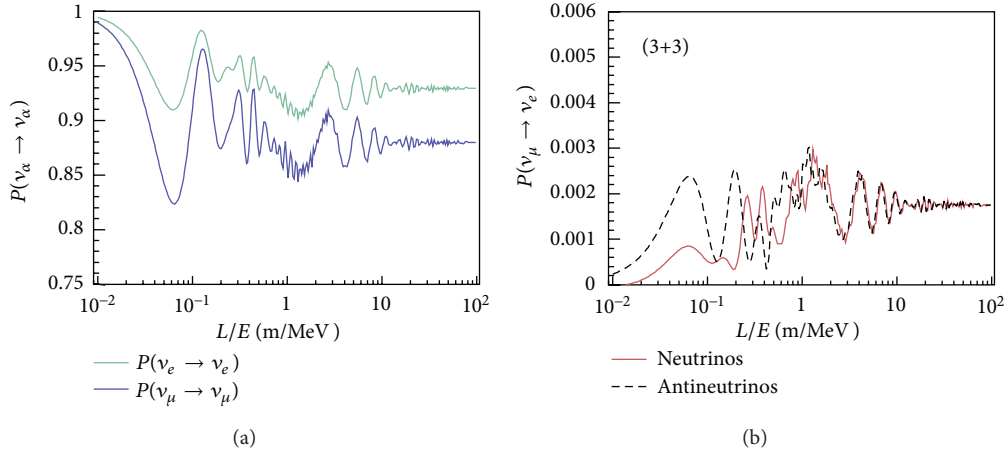 1
0.95
0.9
0.85
0.8
0.75
P(να → να)
10⁻² 10⁻¹ 1 10 10²
L/E (m/MeV)
P(νe → νe)
P(νμ → νμ)
(a)
0.006
0.005
0.004
0.003
0.002
0.001
0
P(νμ → νe)
(3+3)
10⁻² 10⁻¹ 1 10 10²
L/E (m/MeV)
Neutrinos
Antineutrinos
(b)